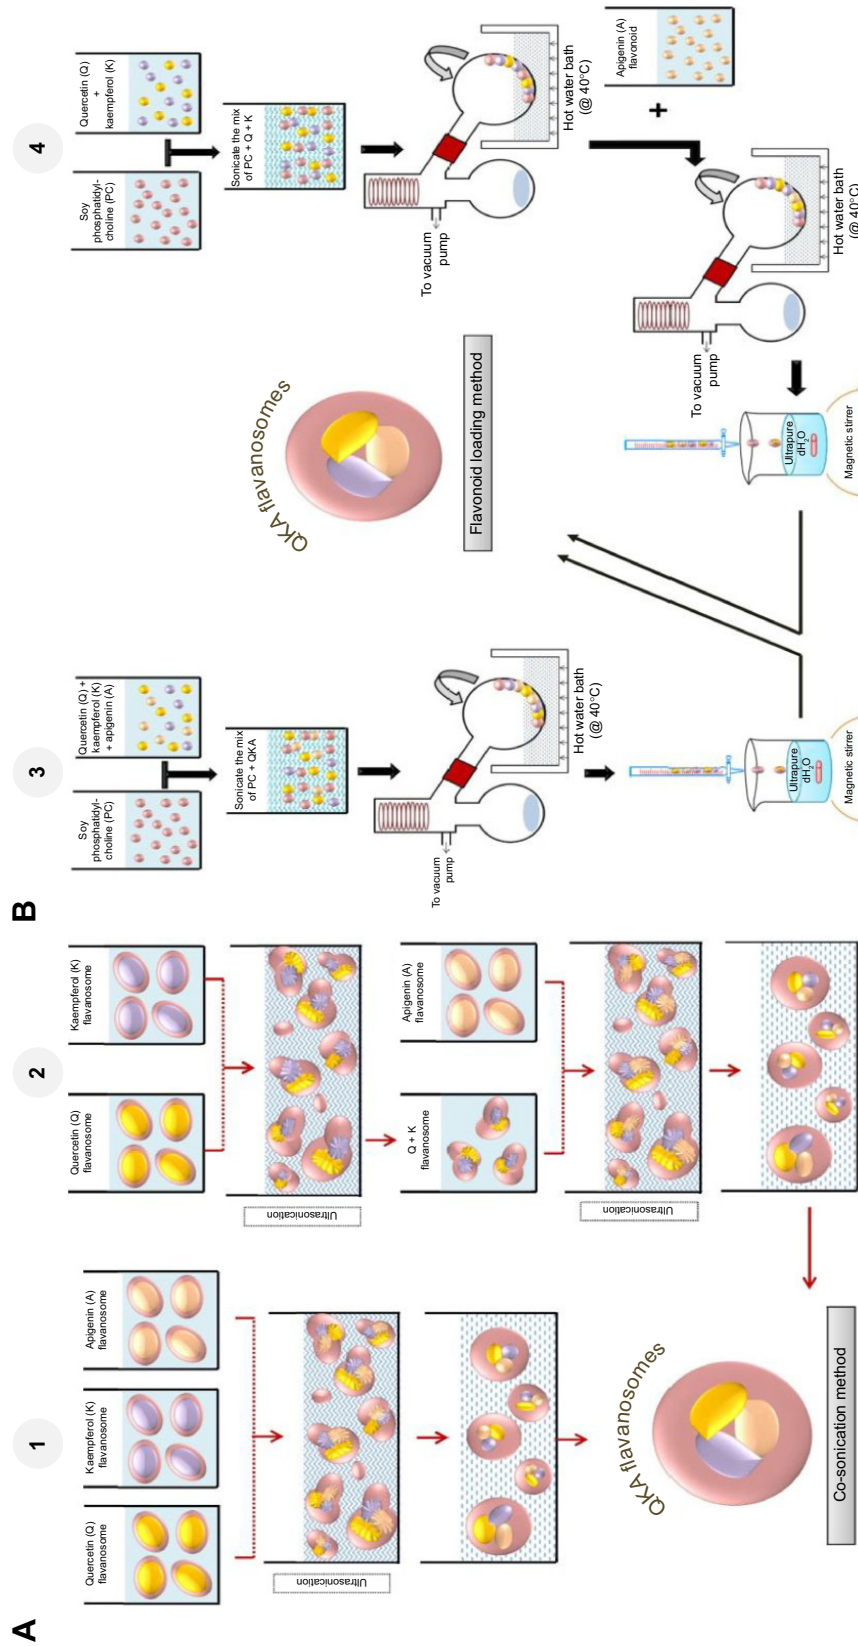 A
1
Quercetin (Q)
flavanosome
Kaempferol (K)
flavanosome
Apigenin (A)
flavanosome
Ultrasonication
QKA flavanosomes
Co-sonication method
2
Quercetin (Q)
flavanosome
Kaempferol (K)
flavanosome
Ultrasonication
Q + K
flavanosome
Apigenin (A)
flavanosome
Ultrasonication
B
3
Soy
phosphatidyl-
choline (PC)
Quercetin (Q) +
kaempferol (K)
+ apigenin (A)
Sonicate the mix
of PC + QKA
To vacuum
pump
Hot water bath
(@ 40°C)
Ultrapure
dH2O
Magnetic stirrer
QKA flavanosomes
Flavonoid loading method
4
Soy
phosphatidyl-
choline (PC)
Quercetin (Q)
+
kaempferol (K)
Sonicate the mix
of PC + Q + K
To vacuum
pump
Hot water bath
(@ 40°C)
+
Apigenin (A)
flavonoid
To vacuum
pump
Hot water bath
(@ 40°C)
Ultrapure
dH2O
Magnetic stirrer